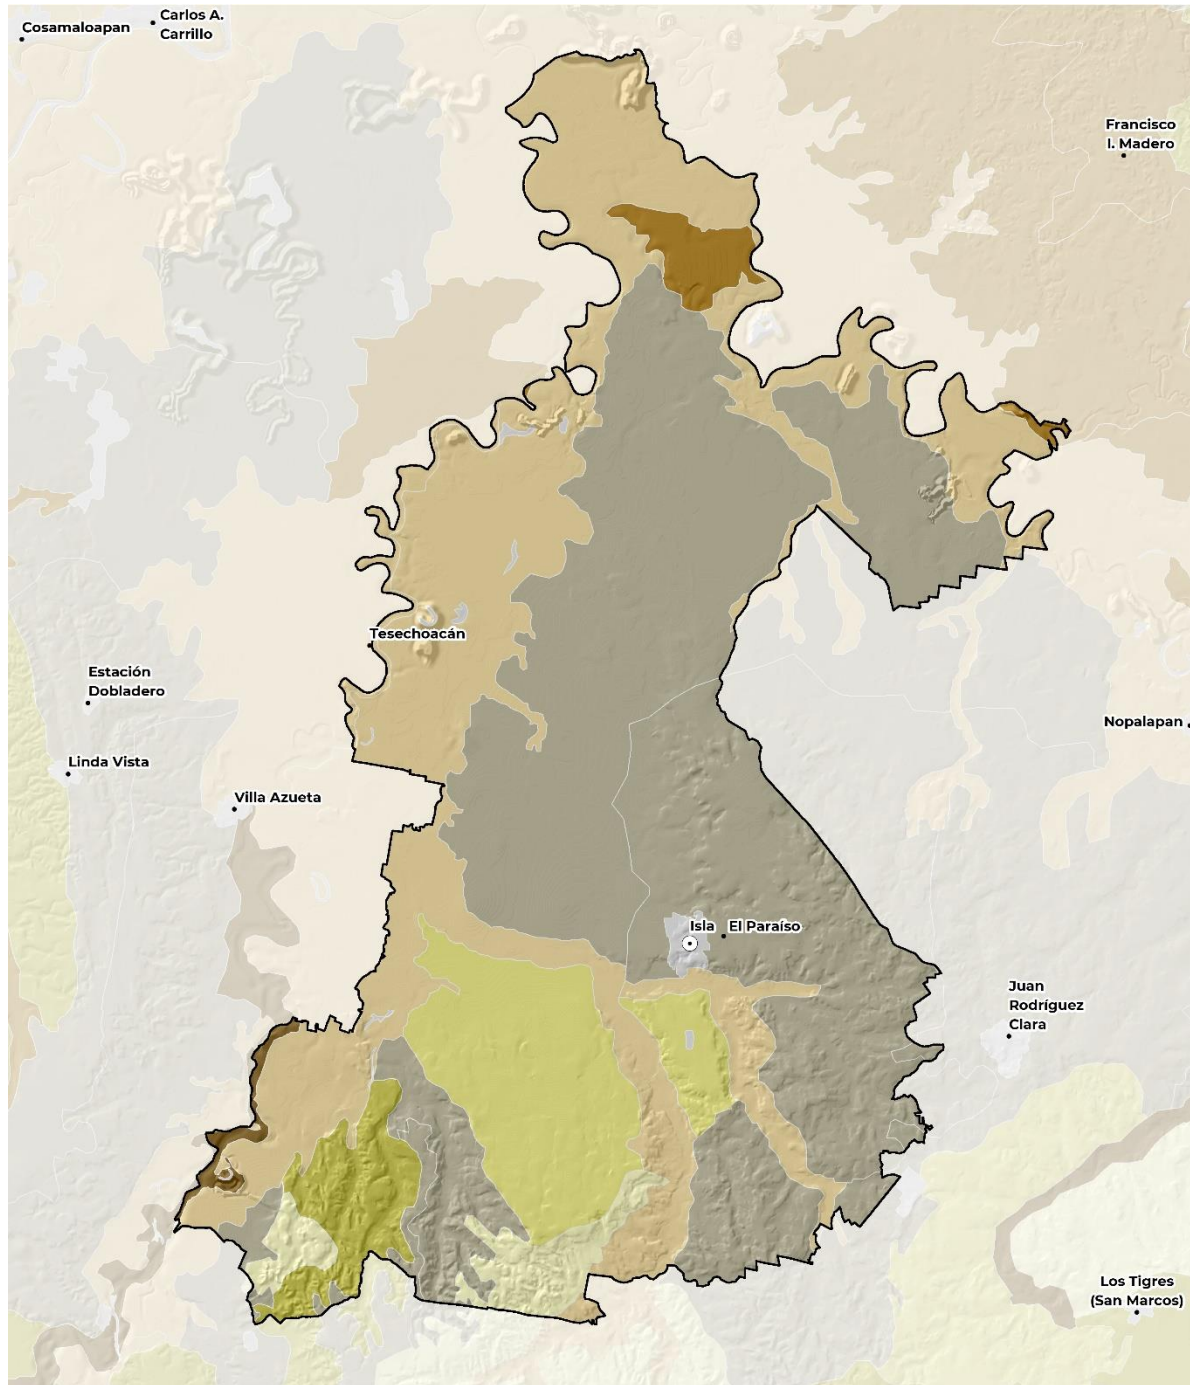 Cosamaloapan
Carlos A.
Carrillo
Francisco
I. Madero
Tesechoacán
Estación
Dobladero
Nopalapan
Linda Vista
Villa Azueta
Isla
El Paraíso
Juan
Rodríguez
Clara
Los Tigres
(San Marcos)